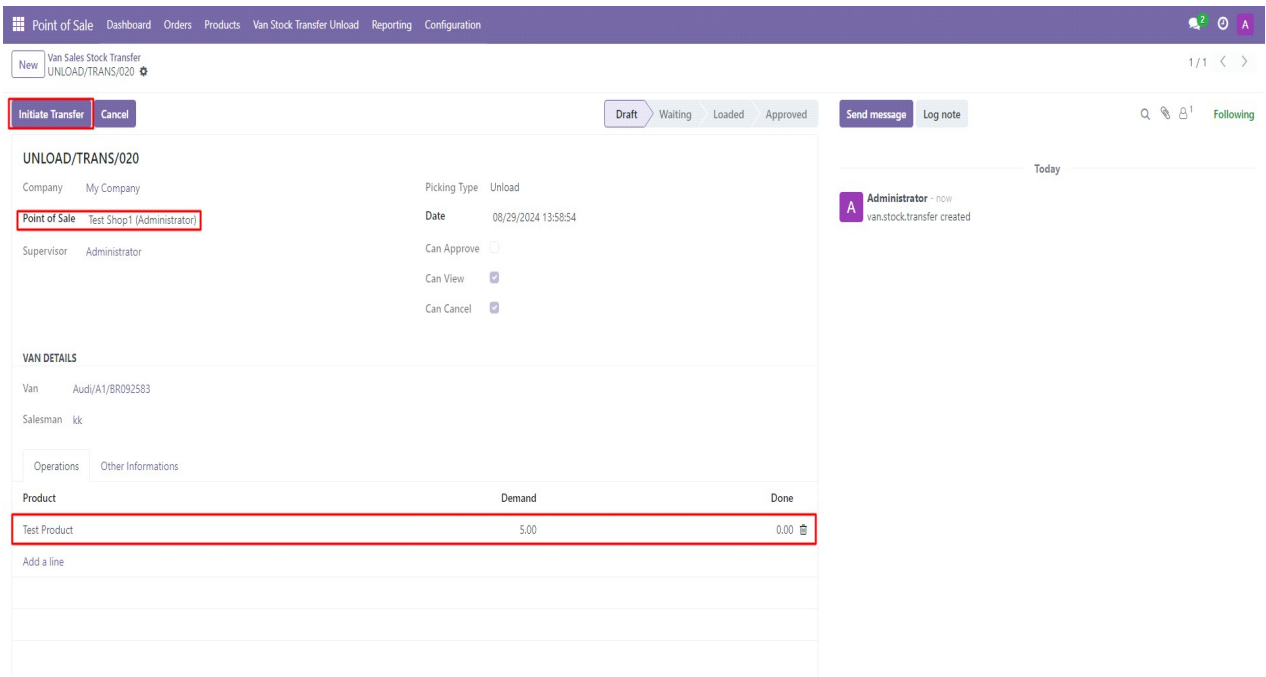 Point of Sale Dashboard Orders Products Van Stock Transfer Unload Reporting Configuration 2 A
New Van Sales Stock Transfer
UNLOAD/TRANS/020
1 / 1
Initiate Transfer Cancel Draft Waiting Loaded Approved Send message Log note 1 Following
UNLOAD/TRANS/020
Today
Company My Company Picking Type Unload
A Administrator - now
van.stock.transfer created
Point of Sale Test Shop1 (Administrator) Date 08/29/2024 13:58:54
Supervisor Administrator Can Approve
Can View
Can Cancel
VAN DETAILS
Van Audi/A1/BR092583
Salesman kk
Operations Other Informations
Product Demand Done
Test Product 5.00 0.00
Add a line